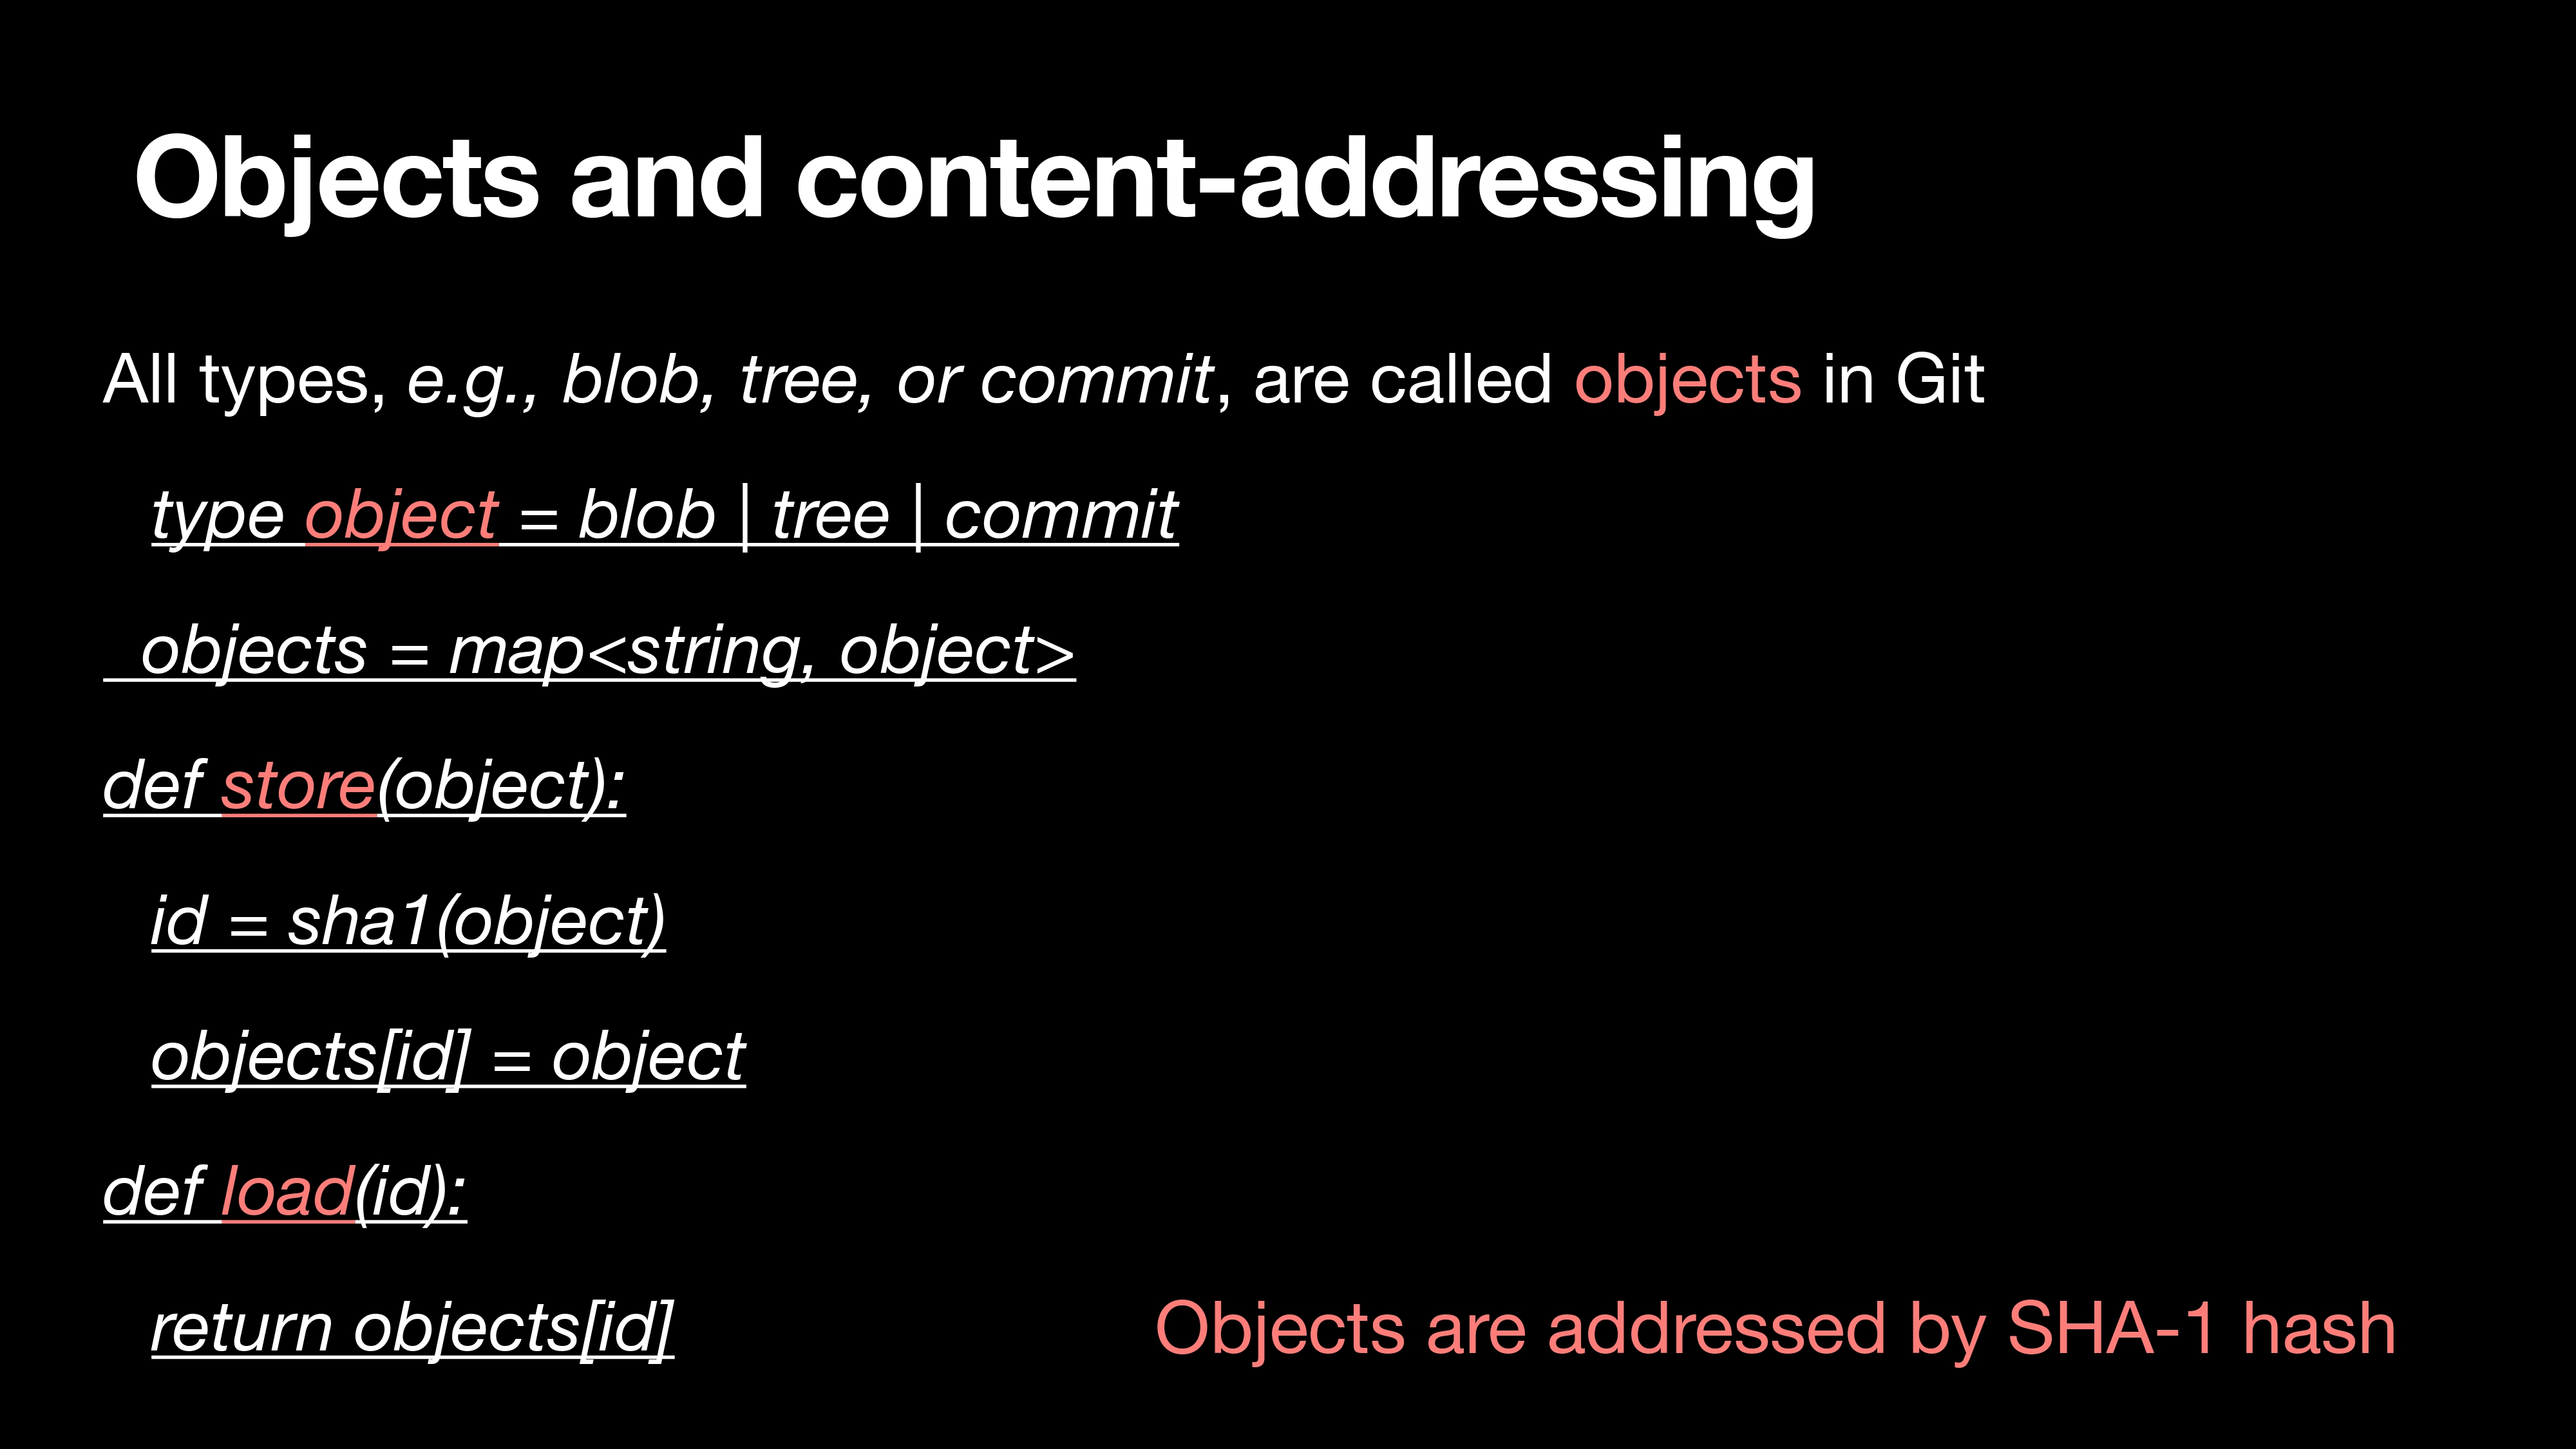 Objects and content-addressing
All types, e.g., blob, tree, or commit, are called objects in Git
type object = blob | tree | commit
objects = map<string, object>
def store(object):
id = sha1(object)
objects[id] = object
def load(id):
return objects[id]
Objects are addressed by SHA-1 hash